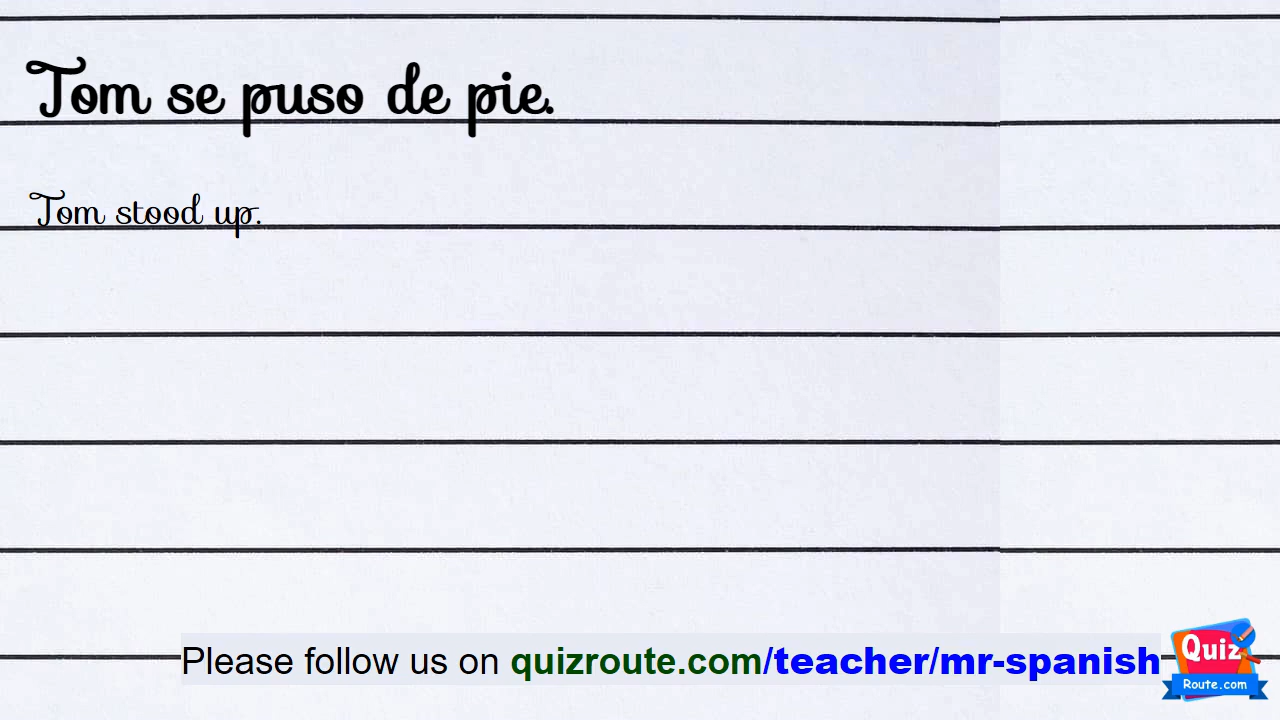 Tom se puso de pie.
Tom stood up.
Please follow us on quizroute.com/teacher/mr-spanish
Quiz
Route.com